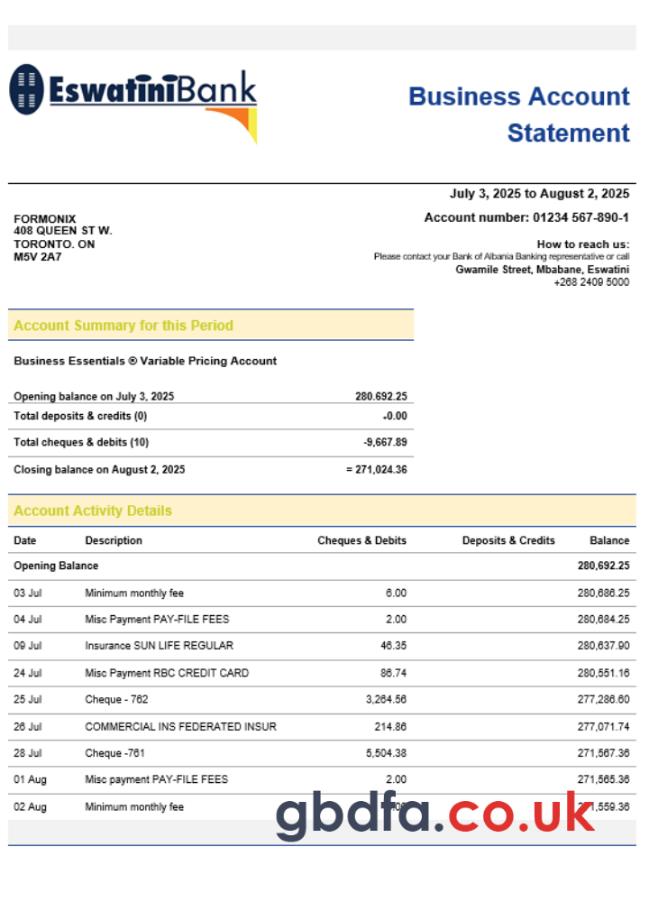 EswatiniBank
Business Account
Statement
July 3, 2025 to August 2, 2025
Account number: 01234 567-890-1
FORMONIX
408 QUEEN ST W.
TORONTO. ON
M5V 2A7
How to reach us:
Please contact your Bank of Albania Banking representative or call
Gwamile Street, Mbabane, Eswatini
+268 2409 5000
Account Summary for this Period
Business Essentials ® Variable Pricing Account
Opening balance on July 3, 2025 280.692.25
Total deposits & credits (0) -0.00
Total cheques & debits (10) -9,667.89
Closing balance on August 2, 2025 = 271,024.36
Account Activity Details
Date Description Cheques & Debits Deposits & Credits Balance
Opening Balance 280,692.25
03 Jul Minimum monthly fee 6.00 280,686.25
04 Jul Misc Payment PAY-FILE FEES 2.00 280,684.25
09 Jul Insurance SUN LIFE REGULAR 46.35 280,637.90
24 Jul Misc Payment RBC CREDIT CARD 86.74 280,551.16
25 Jul Cheque - 762 3,264.56 277,286.60
26 Jul COMMERCIAL INS FEDERATED INSUR 214.86 277,071.74
28 Jul Cheque -761 5,504.38 271,567.36
01 Aug Misc payment PAY-FILE FEES 2.00 271,565.36
02 Aug Minimum monthly fee
gbdfa.co.uk